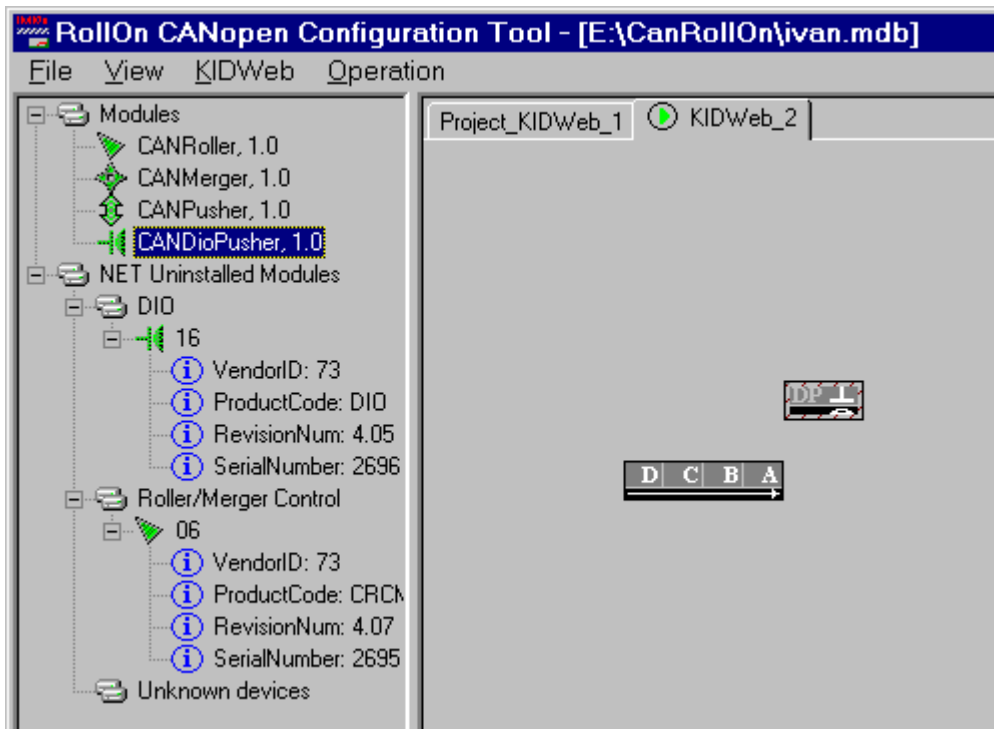 RollOn CANopen Configuration Tool - [E:\CanRollOn\ivan.mdb]
File View KIDWeb Operation
Modules
CANRoller, 1.0
CANMerger, 1.0
CANPusher, 1.0
CANDioPusher, 1.0
NET Uninstalled Modules
DIO
16
VendorID: 73
ProductCode: DIO
RevisionNum: 4.05
SerialNumber: 2696
Roller/Merger Control
06
VendorID: 73
ProductCode: CRCM
RevisionNum: 4.07
SerialNumber: 2695
Unknown devices
Project_KIDWeb_1 KIDWeb_2
DP
D C B A